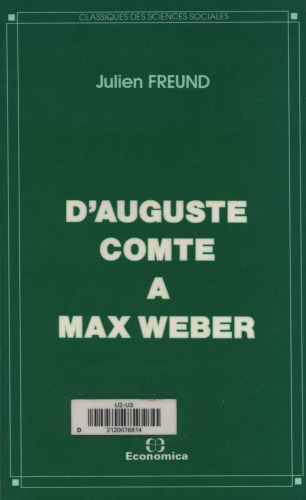 CLASSIQUES DES SCIENCES SOCIALES
Julien FREUND
D'AUGUSTE
COMTE
A
MAX WEBER
U2-U3
D 2120076814
Economica